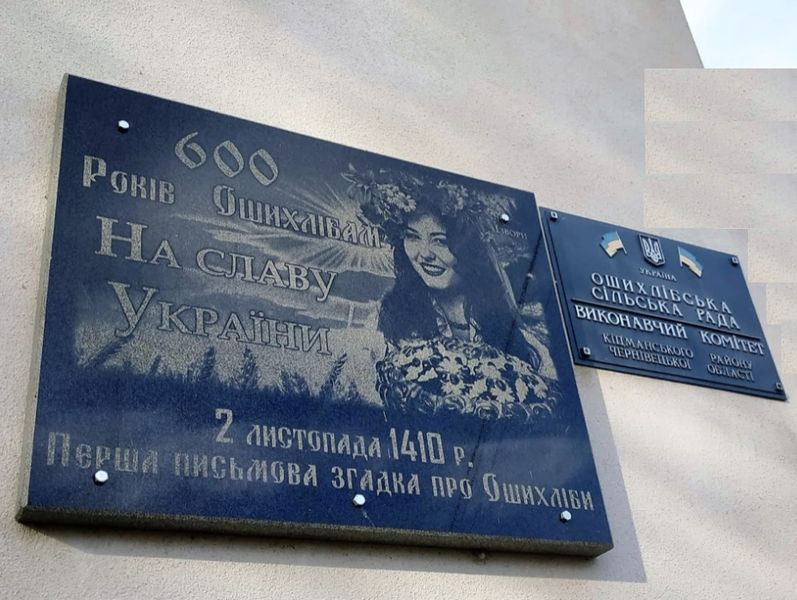 600
Років Ошихлібам
На славу
України
2 листопада 1410 р.
Перша письмова згадка про Ошихліби
Україна
Ошихлібська
сільська рада
виконавчий комітет
Кіцманського району
Чернівецької області